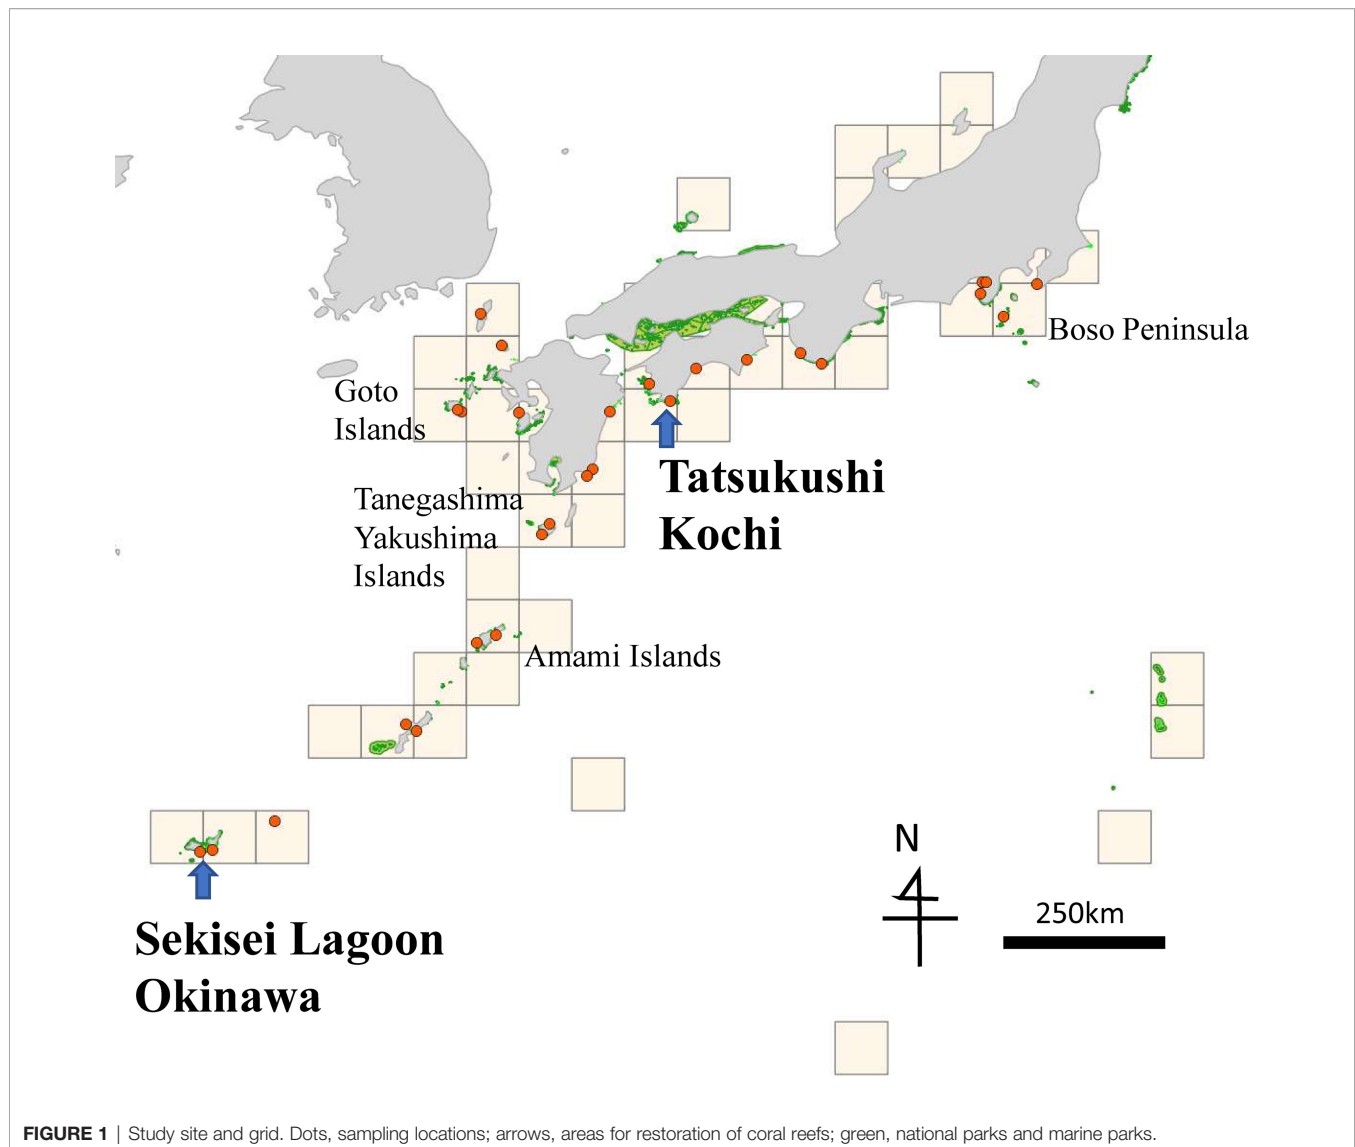 Boso Peninsula
Goto
Islands
Tatsukushi
Kochi
Tanegashima
Yakushima
Islands
Amami Islands
N
250km
Sekisei Lagoon
Okinawa
FIGURE 1 | Study site and grid. Dots, sampling locations; arrows, areas for restoration of coral reefs; green, national parks and marine parks.